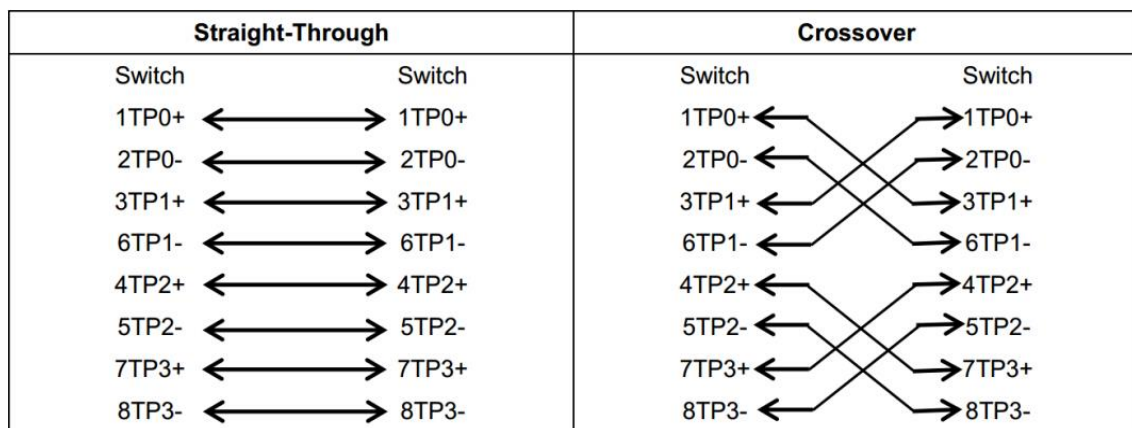 Straight-Through Crossover
Switch Switch Switch Switch
1TP0+ 1TP0+ 1TP0+ 1TP0+
2TP0- 2TP0- 2TP0- 2TP0-
3TP1+ 3TP1+ 3TP1+ 3TP1+
6TP1- 6TP1- 6TP1- 6TP1-
4TP2+ 4TP2+ 4TP2+ 4TP2+
5TP2- 5TP2- 5TP2- 5TP2-
7TP3+ 7TP3+ 7TP3+ 7TP3+
8TP3- 8TP3- 8TP3- 8TP3-